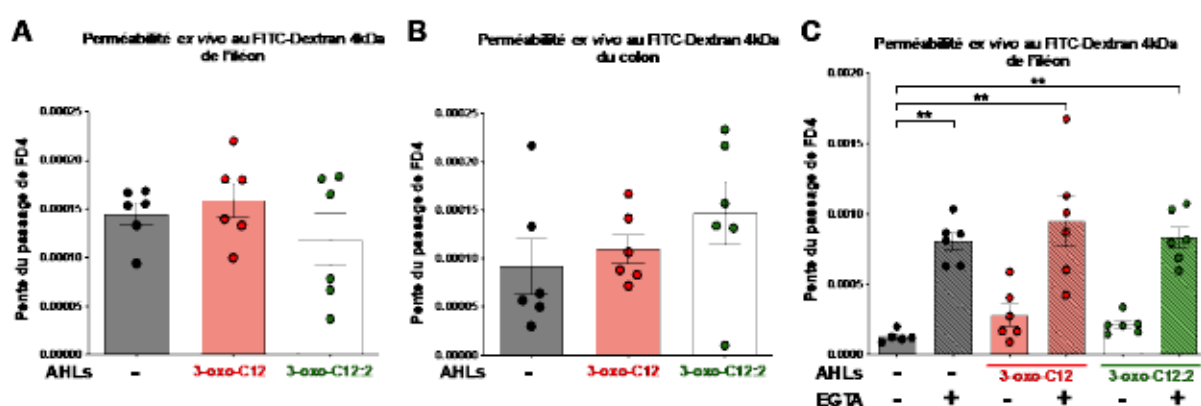 A
Perméabilité ex vivo au FITC-Dextran 4kDa
de l'iléon
Pente du passage de FD4
0.00025
0.00020
0.00015
0.00010
0.00005
0.00000
AHLs - 3-oxo-C12 3-oxo-C12:2
B
Perméabilité ex vivo au FITC-Dextran 4kDa
du colon
Pente du passage de FD4
0.00025
0.00020
0.00015
0.00010
0.00005
0.00000
AHLs - 3-oxo-C12 3-oxo-C12:2
C
Perméabilité ex vivo au FITC-Dextran 4kDa
de l'iléon
Pente du passage de FD4
0.0020
0.0015
0.0010
0.0005
0.0000
**
**
**
AHLs - - 3-oxo-C12 3-oxo-C12:2
EGTA - + - + - +